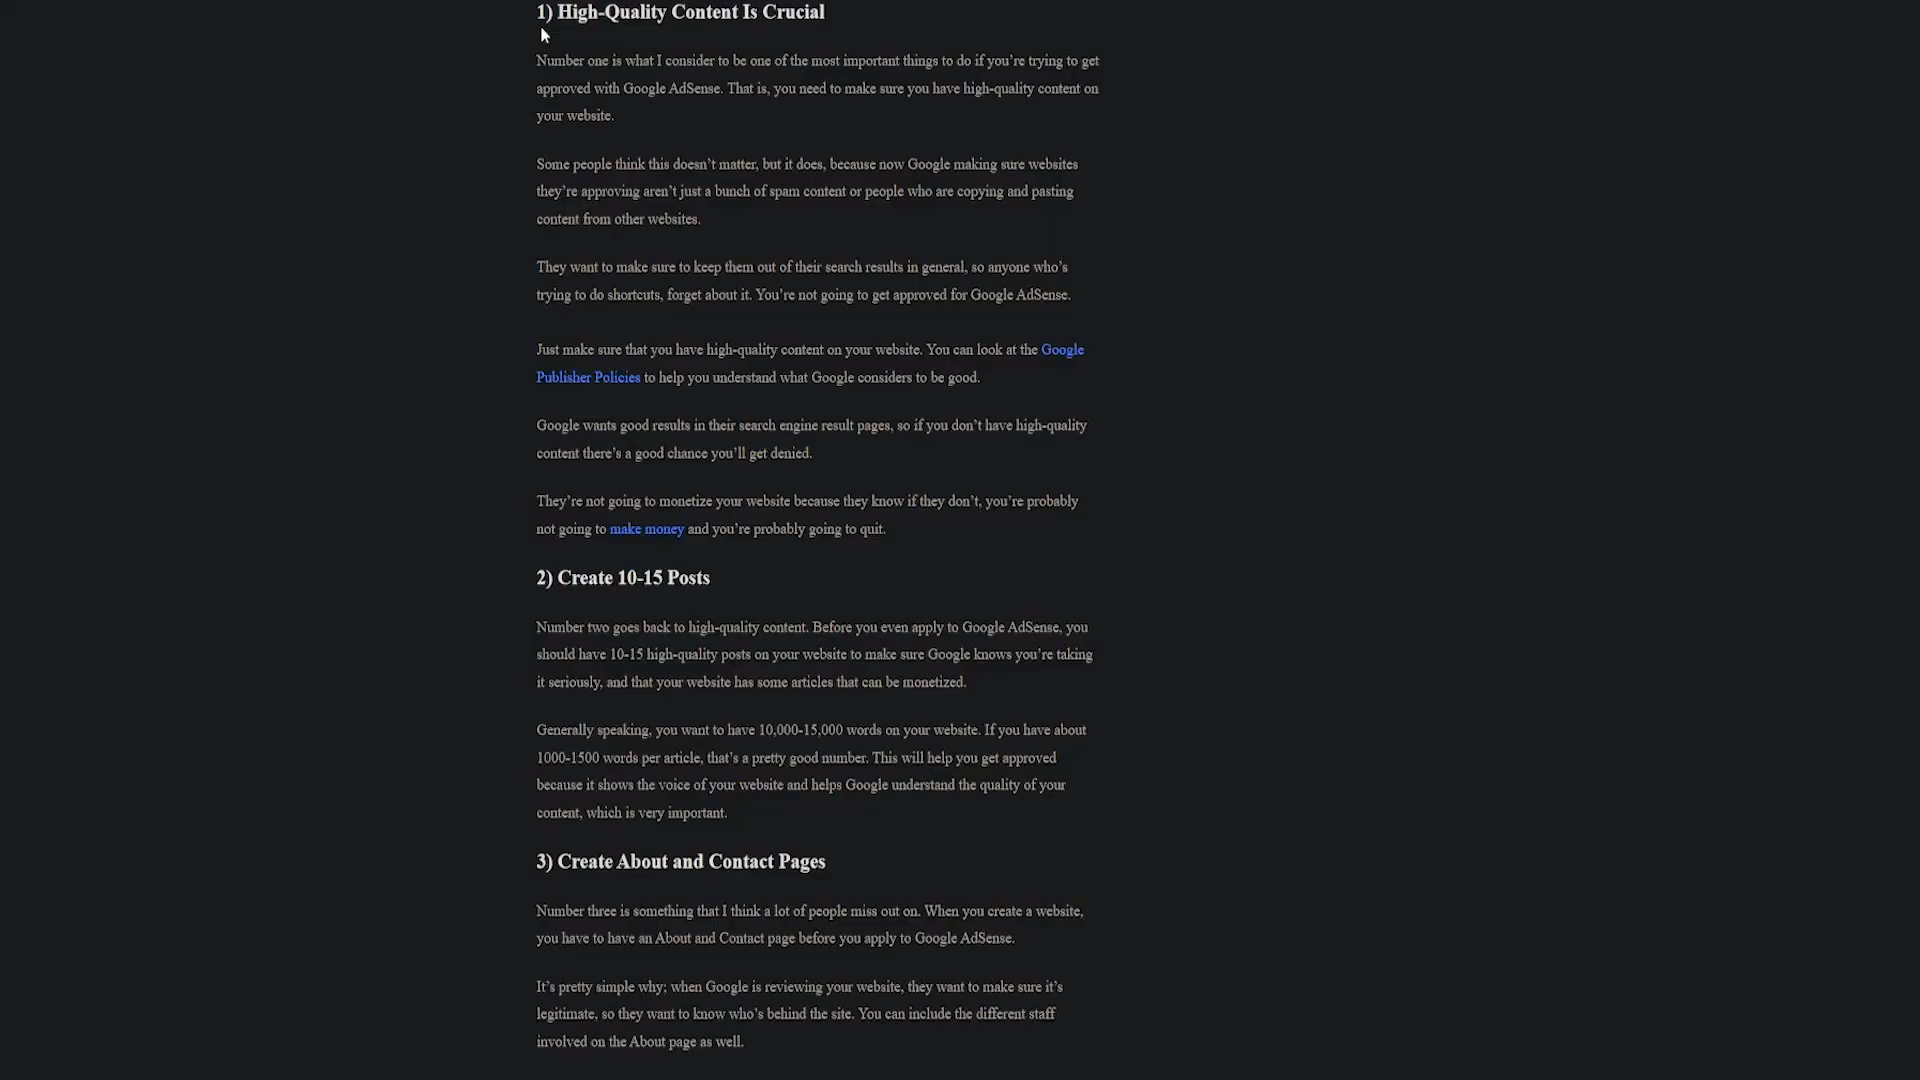 1) High-Quality Content Is Crucial
Number one is what I consider to be one of the most important things to do if you’re trying to get
approved with Google AdSense. That is, you need to make sure you have high-quality content on
your website.
Some people think this doesn’t matter, but it does, because now Google making sure websites
they’re approving aren’t just a bunch of spam content or people who are copying and pasting
content from other websites.
They want to make sure to keep them out of their search results in general, so anyone who’s
trying to do shortcuts, forget about it. You’re not going to get approved for Google AdSense.
Just make sure that you have high-quality content on your website. You can look at the Google
Publisher Policies to help you understand what Google considers to be good.
Google wants good results in their search engine result pages, so if you don’t have high-quality
content there’s a good chance you’ll get denied.
They’re not going to monetize your website because they know if they don’t, you’re probably
not going to make money and you’re probably going to quit.
2) Create 10-15 Posts
Number two goes back to high-quality content. Before you even apply to Google AdSense, you
should have 10-15 high-quality posts on your website to make sure Google knows you’re taking
it seriously, and that your website has some articles that can be monetized.
Generally speaking, you want to have 10,000-15,000 words on your website. If you have about
1000-1500 words per article, that’s a pretty good number. This will help you get approved
because it shows the voice of your website and helps Google understand the quality of your
content, which is very important.
3) Create About and Contact Pages
Number three is something that I think a lot of people miss out on. When you create a website,
you have to have an About and Contact page before you apply to Google AdSense.
It’s pretty simple why; when Google is reviewing your website, they want to make sure it’s
legitimate, so they want to know who’s behind the site. You can include the different staff
involved on the About page as well.